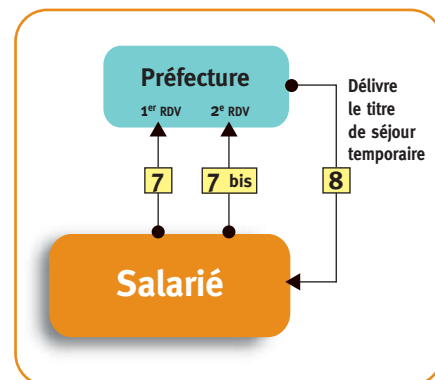 Préfecture
1er RDV 2e RDV
Délivre
le titre
de séjour
temporaire
7 7 bis 8
Salarié